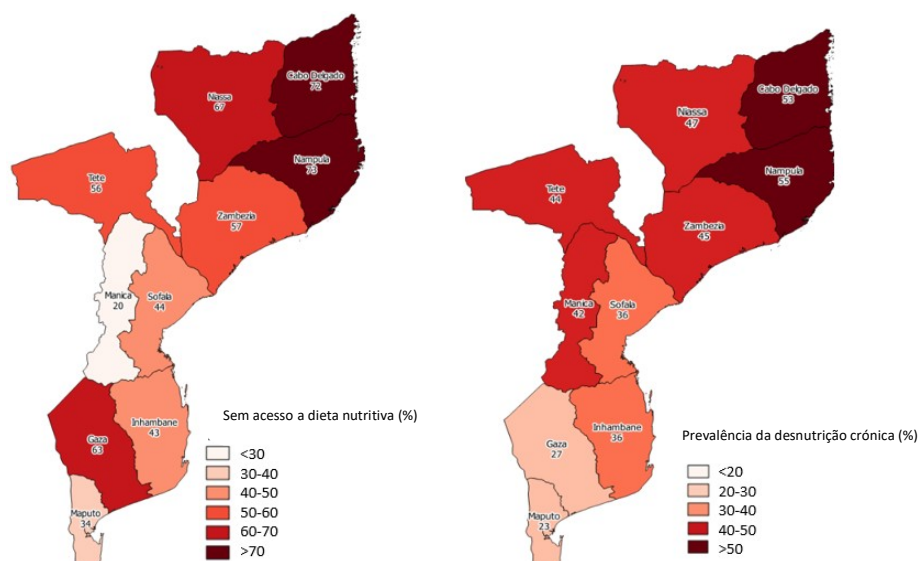 Cabo Delgado
72
Niassa
67
Nampula
73
Tete
56
Zambezia
57
Manica
20
Sofala
44
Gaza
63
Inhambane
43
Maputo
34
Sem acesso a dieta nutritiva (%)
<30
30-40
40-50
50-60
60-70
>70
Cabo Delgado
53
Niassa
47
Nampula
55
Tete
44
Zambezia
45
Manica
42
Sofala
36
Gaza
27
Inhambane
36
Maputo
23
Prevalência da desnutrição crónica (%)
<20
20-30
30-40
40-50
>50